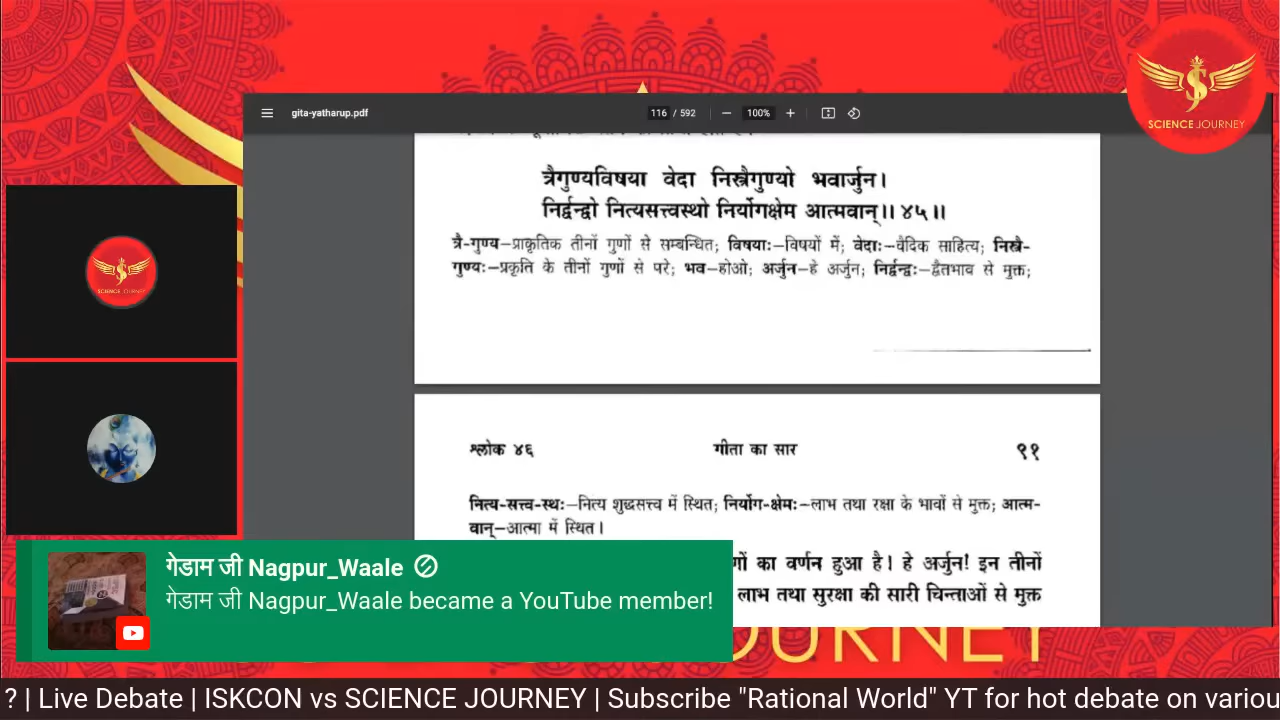 gita-yatharup.pdf
116 / 592
100%
SCIENCE JOURNEY
त्रैगुण्यविषया वेदा निस्त्रैगुण्यो भवार्जुन।
निर्द्वन्द्वो नित्यसत्त्वस्थो निर्योगक्षेम आत्मवान्॥४५॥
त्रै-गुण्य—प्राकृतिक तीनों गुणों से सम्बन्धित; विषयाः—विषयों में; वेदाः—वैदिक साहित्य; निस्त्रै-
गुण्यः—प्रकृति के तीनों गुणों से परे; भव—होओ; अर्जुन—हे अर्जुन; निर्द्वन्द्वः—द्वैतभाव से मुक्त;
SCIENCE JOURNEY
श्लोक ४६ गीता का सार ९१
नित्य-सत्त्व-स्थः—नित्य शुद्धसत्त्व में स्थित; निर्योग-क्षेमः—लाभ तथा रक्षा के भावों से मुक्त; आत्म-
वान्—आत्मा में स्थित।
का वर्णन हुआ है। हे अर्जुन! इन तीनों
लाभ तथा सुरक्षा की सारी चिन्ताओं से मुक्त
गेडाम जी Nagpur_Waale
गेडाम जी Nagpur_Waale became a YouTube member!
? | Live Debate | ISKCON vs SCIENCE JOURNEY | Subscribe "Rational World" YT for hot debate on variou